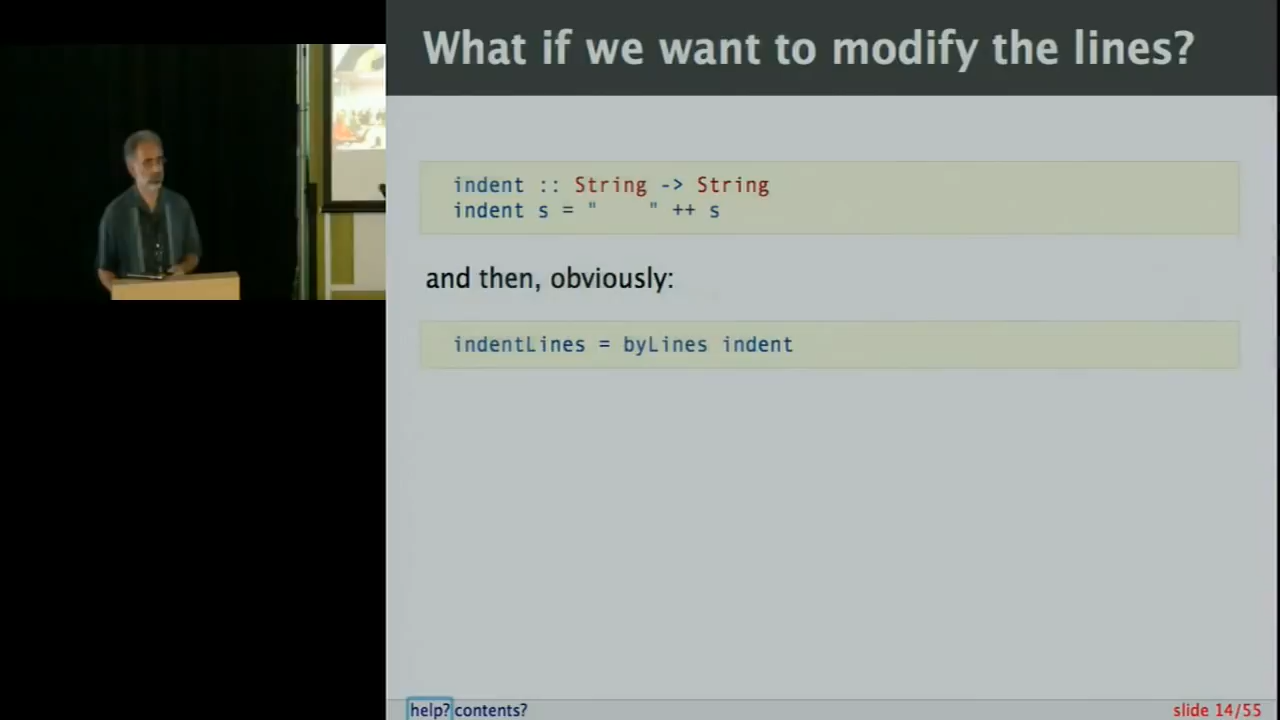 What if we want to modify the lines?
indent :: String -> String
indent s = "    " ++ s
and then, obviously:
indentLines = byLines indent
help? contents?
slide 14/55